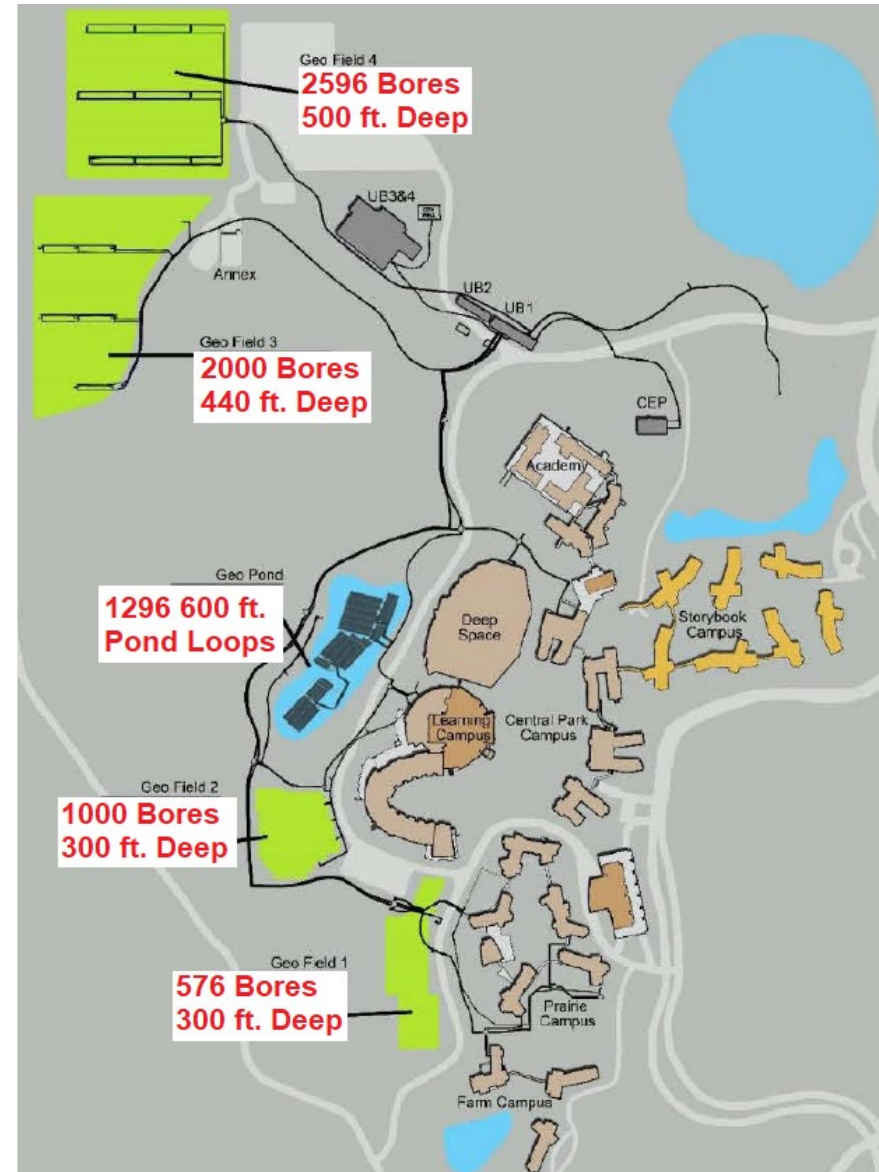 Geo Field 4
2596 Bores
500 ft. Deep
UB3&4
Annex
UB2
UB1
Geo Field 3
2000 Bores
440 ft. Deep
CEP
Academy
Geo Pond
1296 600 ft.
Pond Loops
Deep
Space
Storybook
Campus
Learning
Campus
Central Park
Campus
Geo Field 2
1000 Bores
300 ft. Deep
Geo Field 1
576 Bores
300 ft. Deep
Prairie
Campus
Farm Campus